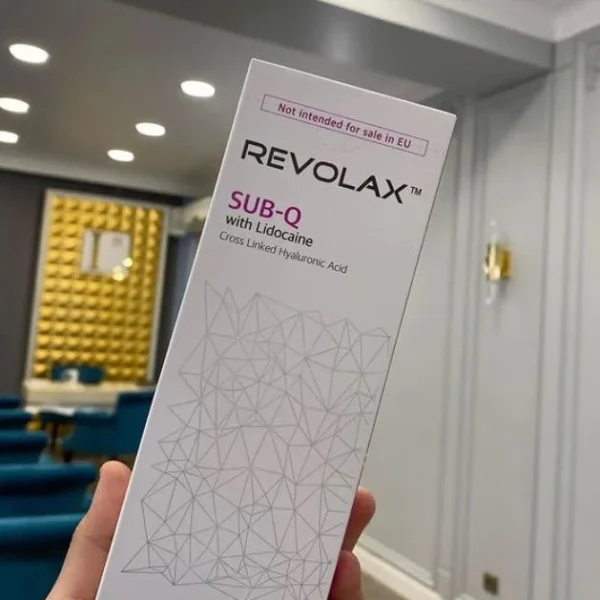 Not intended for sale in EU
REVOLAX™
SUB-Q
with Lidocaine
Cross Linked Hyaluronic Acid